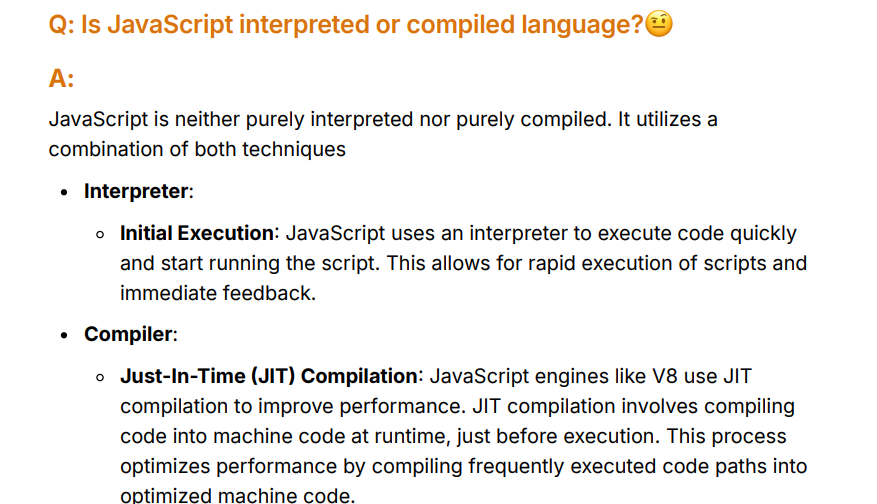 Q: Is JavaScript interpreted or compiled language?🤨
A:
JavaScript is neither purely interpreted nor purely compiled. It utilizes a
combination of both techniques
• Interpreter:
◦ Initial Execution: JavaScript uses an interpreter to execute code quickly
and start running the script. This allows for rapid execution of scripts and
immediate feedback.
• Compiler:
◦ Just-In-Time (JIT) Compilation: JavaScript engines like V8 use JIT
compilation to improve performance. JIT compilation involves compiling
code into machine code at runtime, just before execution. This process
optimizes performance by compiling frequently executed code paths into
optimized machine code.